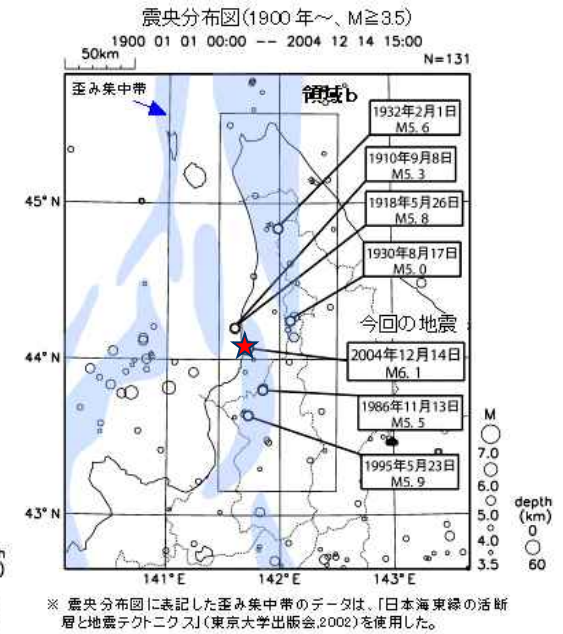 震央分布図(1900年～、M≧3.5)
50km
1900 01 01 00:00 -- 2004 12 14 15:00
N=131
歪み集中帯
領域b
1932年2月1日
M5.6
1910年9月8日
M5.3
1918年5月26日
M5.8
1930年8月17日
M5.0
今回の地震
2004年12月14日
M6.1
1986年11月13日
M5.5
1995年5月23日
M5.9
45°N
44°N
43°N
141°E
142°E
143°E
M
7.0
6.0
5.0
4.0
3.5
depth
(km)
0
60
※ 震央分布図に表記した歪み集中帯のデータは、「日本海東縁の活断
層と地震テクトニクス」(東京大学出版会,2002)を使用した。